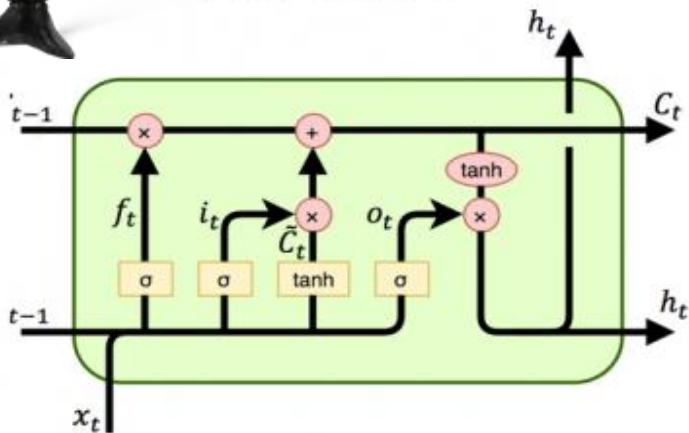 h_t
t−1
C_t
×
+
tanh
f_t
i_t
×
o_t
×
C̃_t
σ
σ
tanh
σ
t−1
h_t
x_t